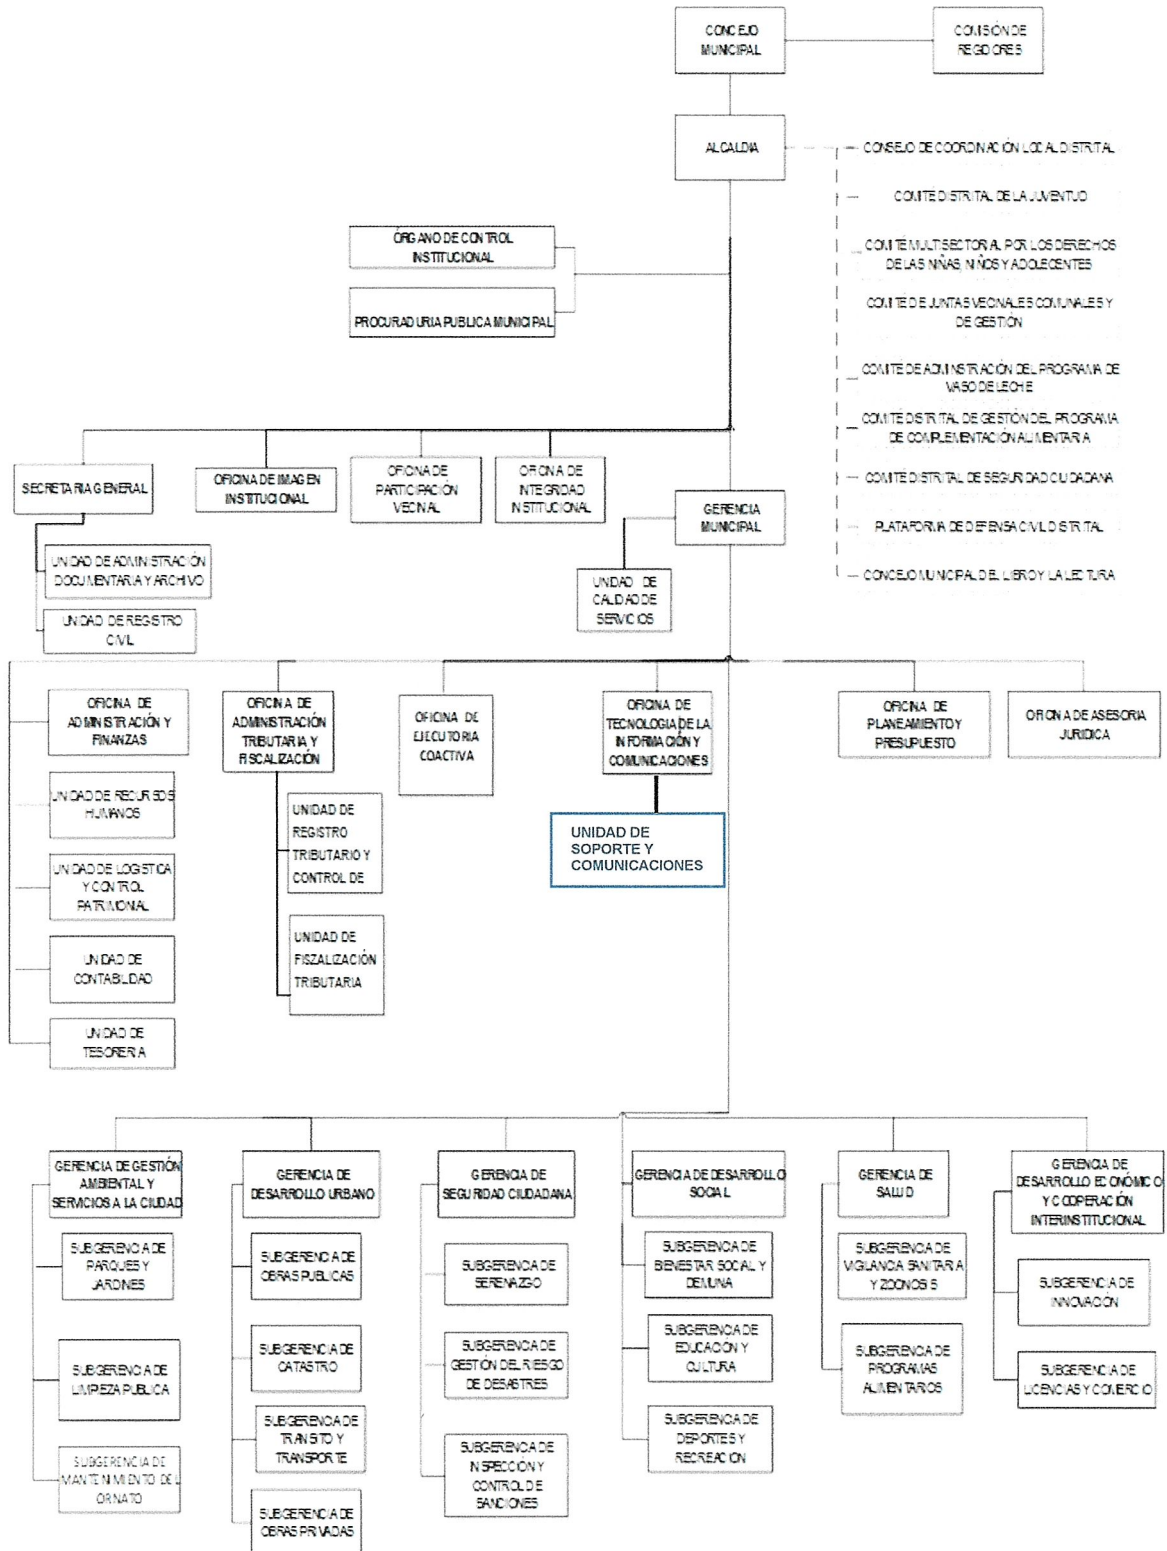 CONCEJO
MUNICIPAL
COMISIÓN DE
REGIDORES
ALCALDIA
CONSEJO DE COORDINACIÓN LOCAL DISTRITAL
COMITÉ DISTRITAL DE LA JUVENTUD
COMITÉ MULTISECTORIAL POR LOS DERECHOS
DE LAS NIÑAS, NIÑOS Y ADOLECENTES
COMITÉ DE JUNTAS VECINALES COMUNALES Y
DE GESTIÓN
COMITÉ DE ADMINSTRACIÓN DEL PROGRAMA DE
VASO DE LECHE
COMITÉ DISTRITAL DE GESTIÓN DEL PROGRAMA
DE COMPLEMENTACIÓN ALIMENTARIA
COMITÉ DISTRITAL DE SEGURIDAD CIUDADANA
PLATAFORMA DE DEFENSA CIVIL DISTRITAL
CONCEJO MUNICIPAL DEL LIBRO Y LA LECTURA
ÓRGANO DE CONTROL
INSTITUCIONAL
PROCURADURIA PUBLICA MUNICIPAL
SECRETARIA GENERAL
OFICINA DE IMAGEN
INSTITUCIONAL
OFICINA DE
PARTICIPACIÓN
VECINAL
OFICINA DE
INTEGRIDAD
INSTITUCIONAL
GERENCIA
MUNICIPAL
UNIDAD DE ADMINISTRACIÓN
DOCUMENTARIA Y ARCHIVO
UNIDAD DE REGISTRO
CIVIL
UNIDAD DE
CALIDAD DE
SERVICIOS
OFICINA DE
ADMINISTRACIÓN Y
FINANZAS
OFICINA DE
ADMINISTRACIÓN
TRIBUTARIA Y
FISCALIZACIÓN
OFICINA DE
EJECUTORIA
COACTIVA
OFICINA DE
TECNOLOGIA DE LA
INFORMACIÓN Y
COMUNICACIONES
OFICINA DE
PLANEAMIENTO Y
PRESUPUESTO
OFICINA DE ASESORIA
JURIDICA
UNIDAD DE RECURSOS
HUMANOS
UNIDAD DE LOGISTICA
Y CONTROL
PATRIMONIAL
UNIDAD DE
CONTABILIDAD
UNIDAD DE
TESORERIA
UNIDAD DE
REGISTRO
TRIBUTARIO Y
CONTROL DE
UNIDAD DE
FISZALIZACIÓN
TRIBUTARIA
UNIDAD DE
SOPORTE Y
COMUNICACIONES
GERENCIA DE GESTIÓN
AMBIENTAL Y
SERVICIOS A LA CIUDAD
GERENCIA DE
DESARROLLO URBANO
GERENCIA DE
SEGURIDAD CIUDADANA
GERENCIA DE DESARROLLO
SOCIAL
GERENCIA DE
SALUD
GERENCIA DE
DESARROLLO ECONÓMICO
Y COOPERACIÓN
INTERINSTITUCIONAL
SUBGERENCIA DE
PARQUES Y
JARDINES
SUBGERENCIA DE
LIMPIEZA PUBLICA
SUBGERENCIA DE
MANTENIMIENTO DEL
ORNATO
SUBGERENCIA DE
OBRAS PUBLICAS
SUBGERENCIA DE
CATASTRO
SUBGERENCIA DE
TRANSITO Y
TRANSPORTE
SUBGERENCIA DE
OBRAS PRIVADAS
SUBGERENCIA DE
SERENAZGO
SUBGERENCIA DE
GESTIÓN DEL RIESGO
DE DESASTRES
SUBGERENCIA DE
INSPECCIÓN Y
CONTROL DE
SANCIONES
SUBGERENCIA DE
BIENESTAR SOCIAL Y
DEMUNA
SUBGERENCIA DE
EDUCACIÓN Y
CULTURA
SUBGERENCIA DE
DEPORTES Y
RECREACION
SUBGERENCIA DE
VIGILANCIA SANITARIA
Y ZOONOSIS
SUBGERENCIA DE
PROGRAMAS
ALIMENTARIOS
SUBGERENCIA DE
INNOVACIÓN
SUBGERENCIA DE
LICENCIAS Y COMERCIO